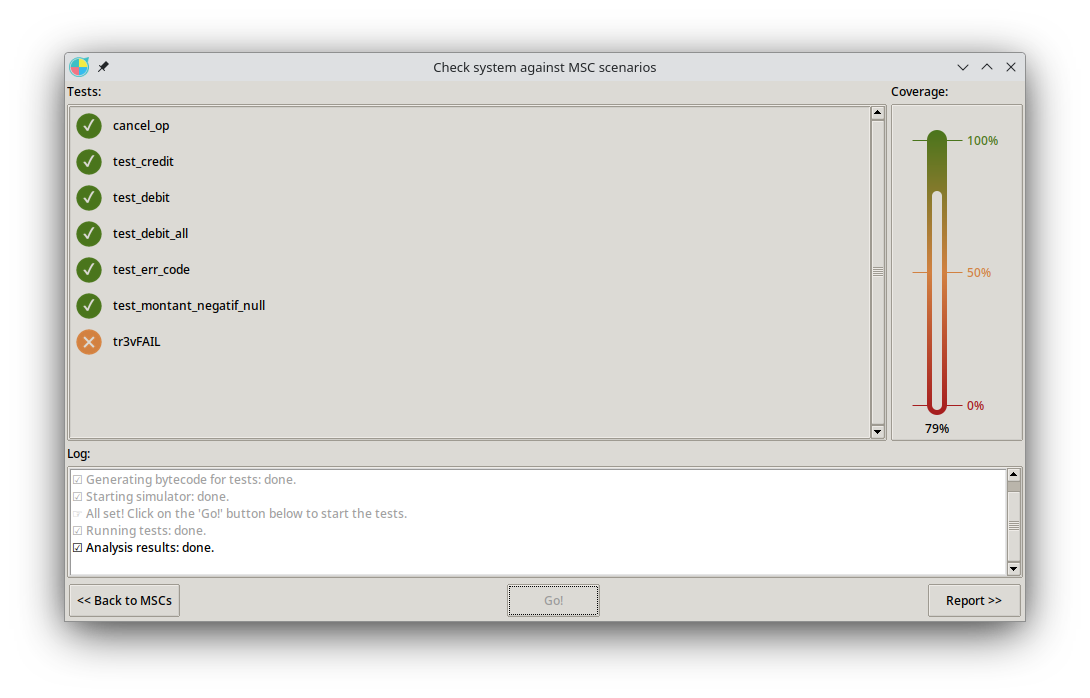 Check system against MSC scenarios
Tests:
Coverage:
cancel_op
test_credit
test_debit
test_debit_all
test_err_code
test_montant_negatif_null
tr3vFAIL
100%
50%
0%
79%
Log:
☑ Generating bytecode for tests: done.
☑ Starting simulator: done.
☞ All set! Click on the 'Go!' button below to start the tests.
☑ Running tests: done.
☑ Analysis results: done.
<< Back to MSCs
Go!
Report >>